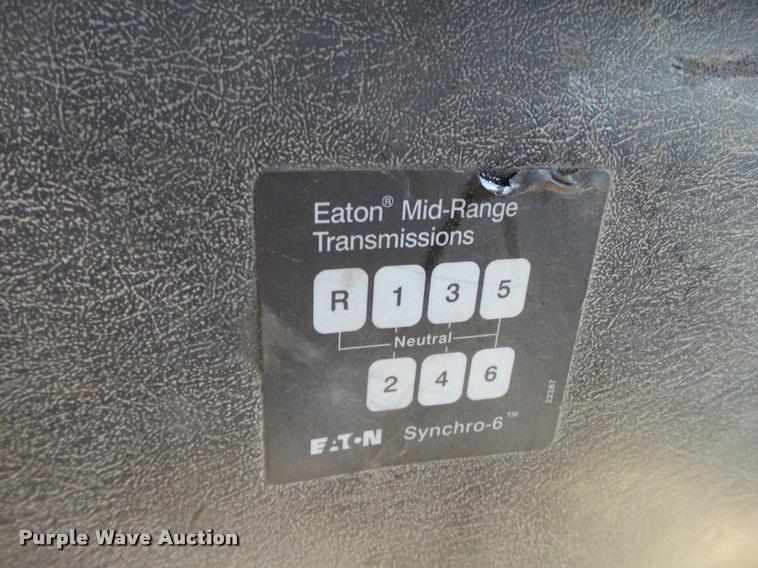 Eaton® Mid-Range
Transmissions
R 1 3 5
Neutral
2 4 6
22387
EATON Synchro-6™
Purple Wave Auction